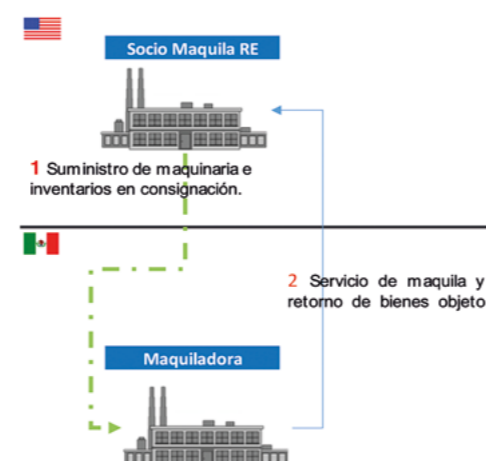 Socio Maquila RE
1 Suministro de maquinaria e
inventarios en consignación.
2 Servicio de maquila y
retorno de bienes objeto
Maquiladora